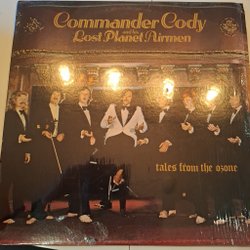 Commander Cody
and his
Lost Planet Airmen
tales from the ozone